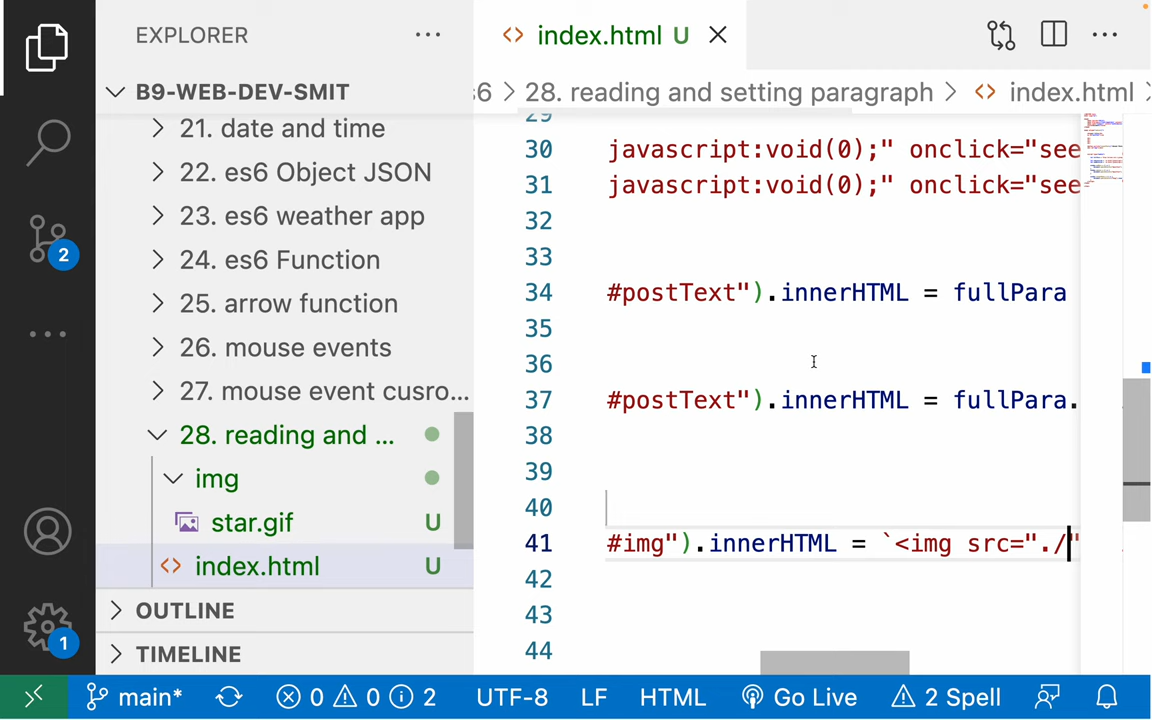 EXPLORER
index.html U
B9-WEB-DEV-SMIT
21. date and time
22. es6 Object JSON
23. es6 weather app
24. es6 Function
25. arrow function
26. mouse events
27. mouse event cusro...
28. reading and ...
img
star.gif U
index.html U
OUTLINE
TIMELINE
s6 > 28. reading and setting paragraph > index.html
29
30 javascript:void(0);" onclick="see
31 javascript:void(0);" onclick="see
32
33
34 #postText").innerHTML = fullPara
35
36
37 #postText").innerHTML = fullPara.
38
39
40
41 #img").innerHTML = `<img src="./"
42
43
44
2
1
main* 0 0 2 UTF-8 LF HTML Go Live 2 Spell